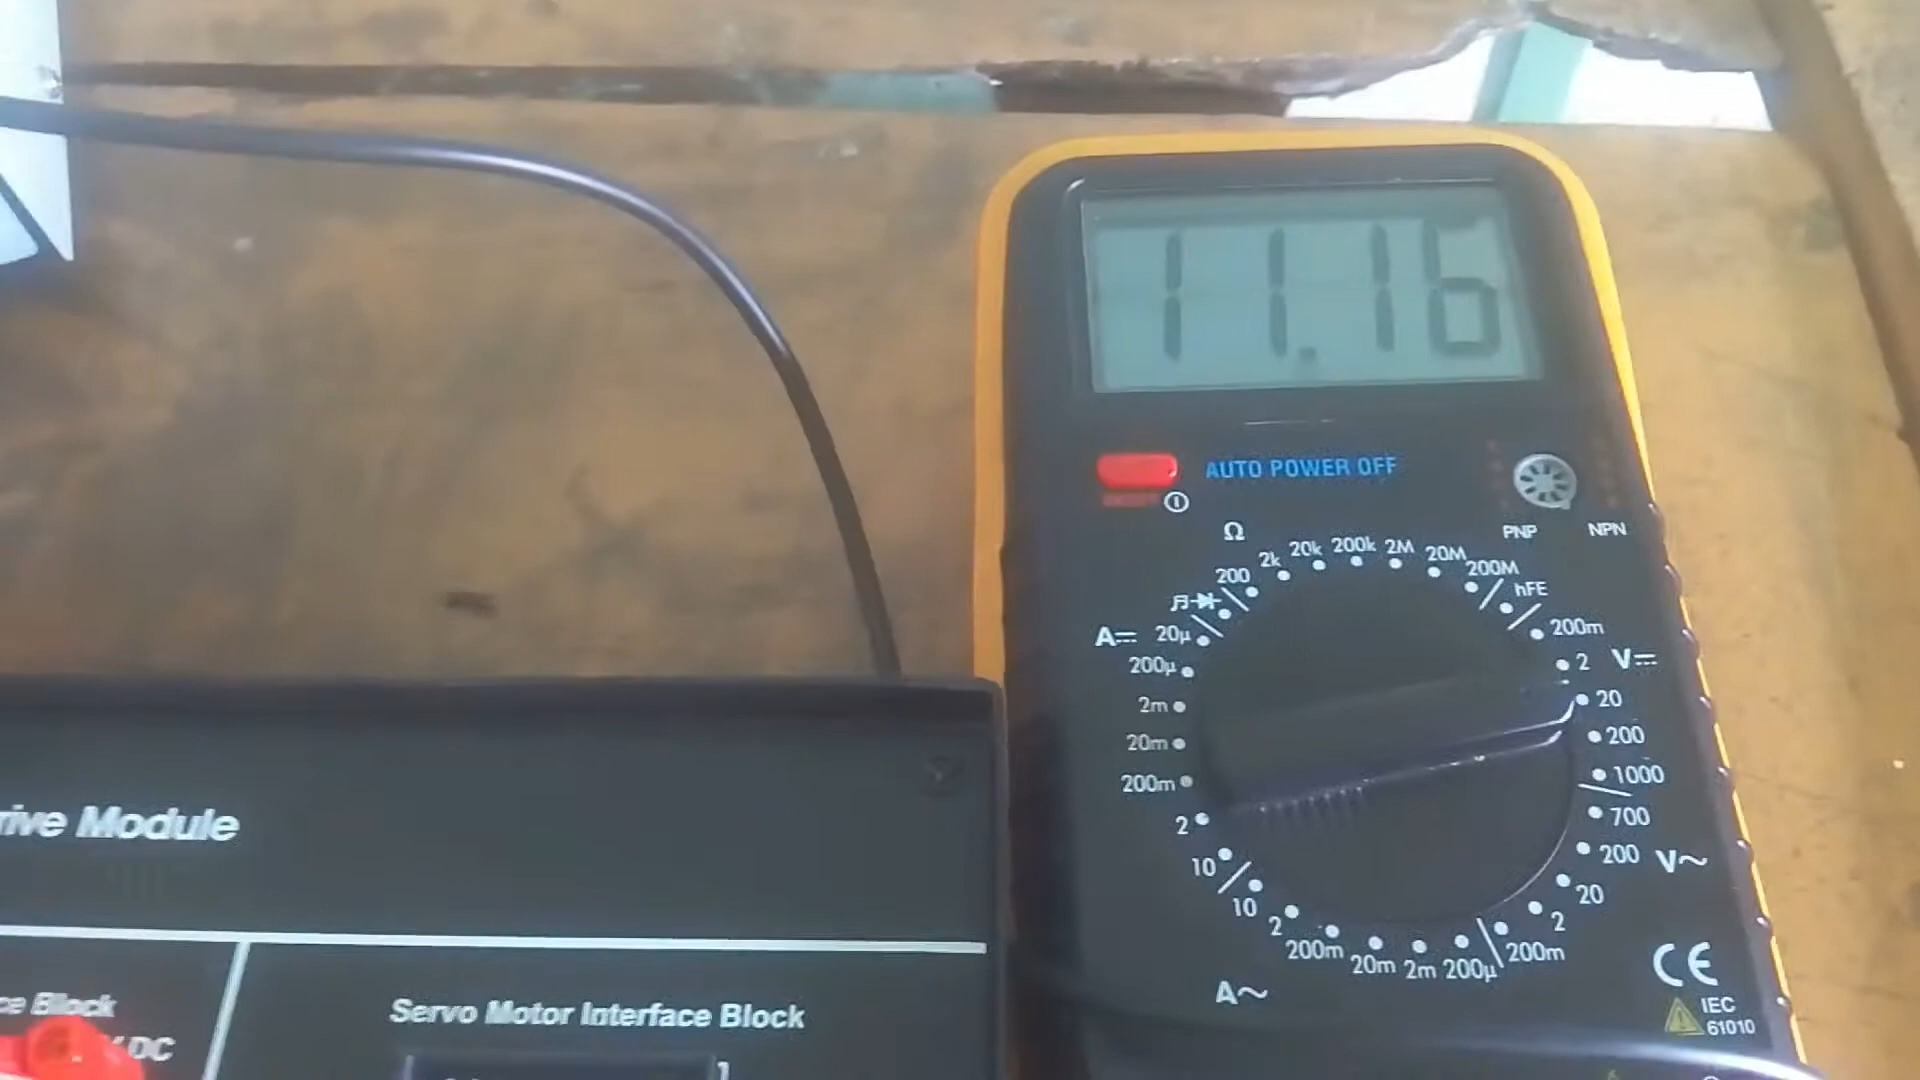 11.16
AUTO POWER OFF
PNP
NPN
Ω
200
2k
20k
200k
2M
20M
200M
hFE
A⎓
20µ
200µ
2m
20m
200m
2
10
200m
2
V⎓
20
200
1000
700
200
V~
20
2
200m
10
2
200m
20m
2m
200µ
A~
CE
IEC
61010
rive Module
ce Block
V DC
Servo Motor Interface Block